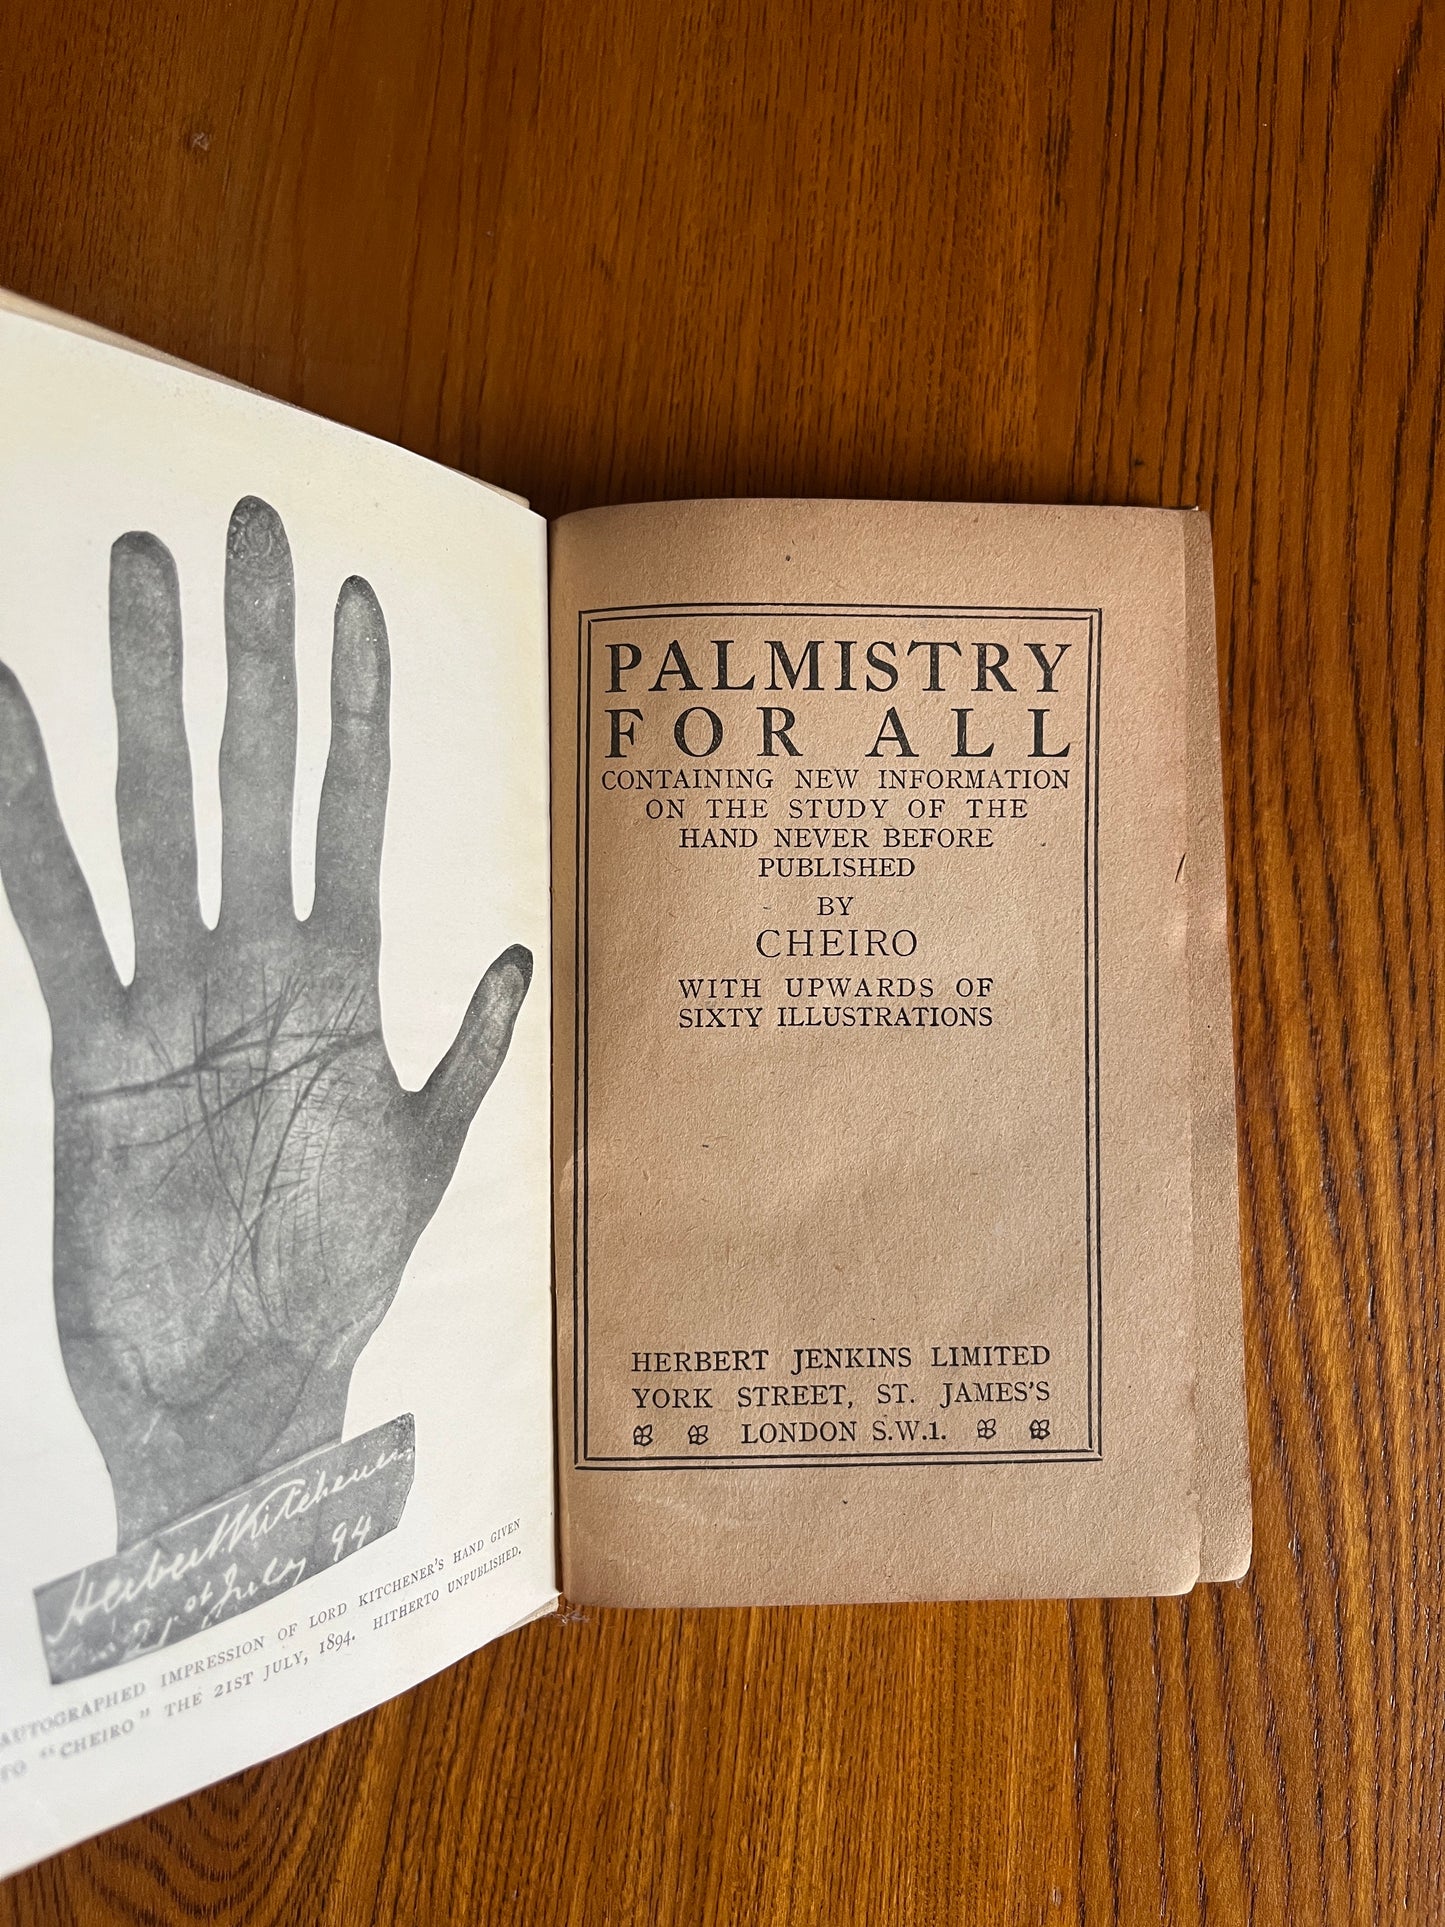 Herbert Kitchener.
21st July 94
AUTOGRAPHED IMPRESSION OF LORD KITCHENER'S HAND GIVEN
TO "CHEIRO" THE 21ST JULY, 1894. HITHERTO UNPUBLISHED.
PALMISTRY
FOR ALL
CONTAINING NEW INFORMATION
ON THE STUDY OF THE
HAND NEVER BEFORE
PUBLISHED
BY
CHEIRO
WITH UPWARDS OF
SIXTY ILLUSTRATIONS
HERBERT JENKINS LIMITED
YORK STREET, ST. JAMES'S
LONDON S.W.1.